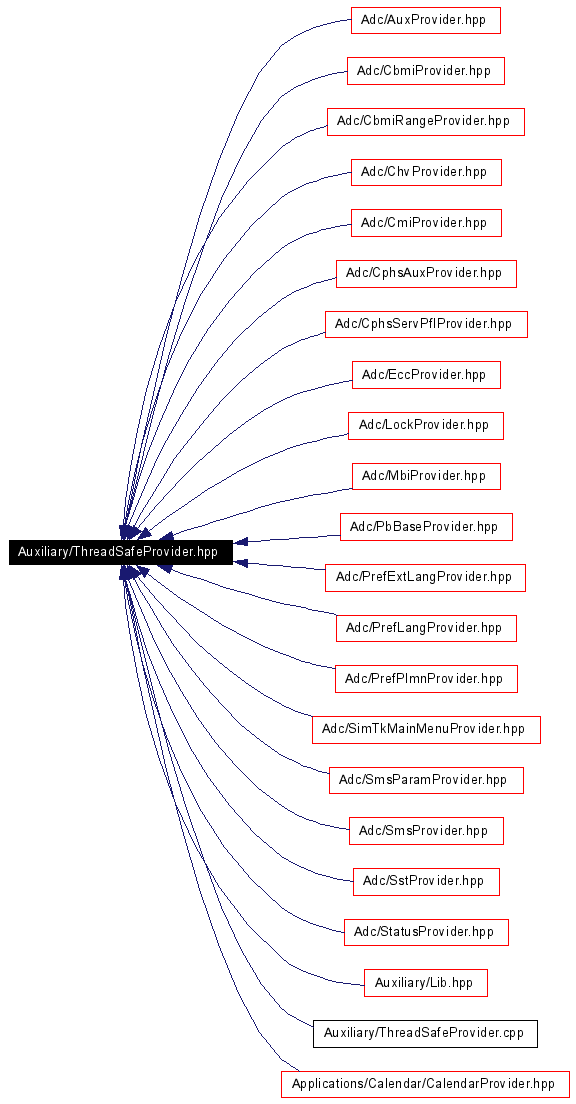 Adc/AuxProvider.hpp
Adc/CbmiProvider.hpp
Adc/CbmiRangeProvider.hpp
Adc/ChvProvider.hpp
Adc/CmiProvider.hpp
Adc/CphsAuxProvider.hpp
Adc/CphsServPflProvider.hpp
Adc/EccProvider.hpp
Adc/LockProvider.hpp
Adc/MbiProvider.hpp
Adc/PbBaseProvider.hpp
Auxiliary/ThreadSafeProvider.hpp
Adc/PrefExtLangProvider.hpp
Adc/PrefLangProvider.hpp
Adc/PrefPlmnProvider.hpp
Adc/SimTkMainMenuProvider.hpp
Adc/SmsParamProvider.hpp
Adc/SmsProvider.hpp
Adc/SstProvider.hpp
Adc/StatusProvider.hpp
Auxiliary/Lib.hpp
Auxiliary/ThreadSafeProvider.cpp
Applications/Calendar/CalendarProvider.hpp